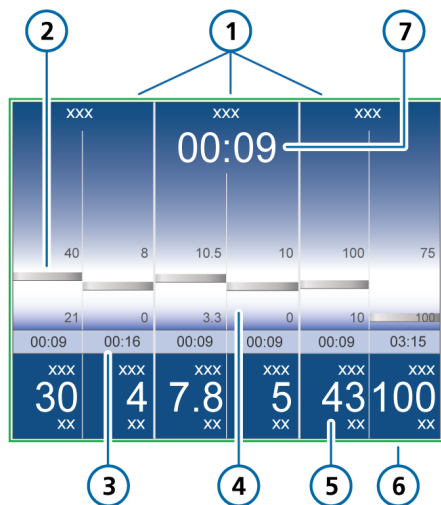 2 1 7
xxx xxx xxx
00:09
40 8 10.5 10 100 75
21 0 3.3 0 10 100
00:09 00:16 00:09 00:09 00:09 03:15
xxx xxx xxx xxx xxx xxx
30 4 7.8 5 43 100
xx xx xx xx xx xx
3 4 5 6